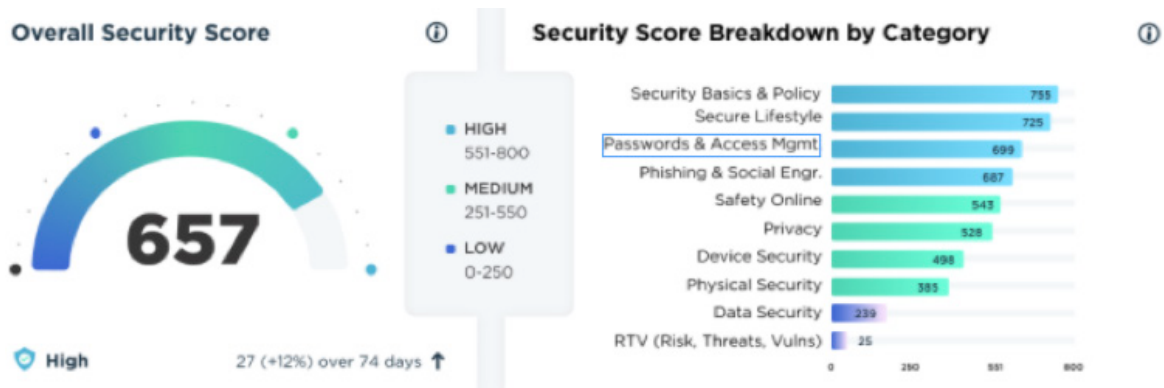 Overall Security Score
657
High
27 (+12%) over 74 days ↑
HIGH
551-800
MEDIUM
251-550
LOW
0-250
Security Score Breakdown by Category
Security Basics & Policy 755
Secure Lifestyle 725
Passwords & Access Mgmt 699
Phishing & Social Engr. 687
Safety Online 543
Privacy 528
Device Security 498
Physical Security 385
Data Security 239
RTV (Risk, Threats, Vulns) 25
0 250 551 800